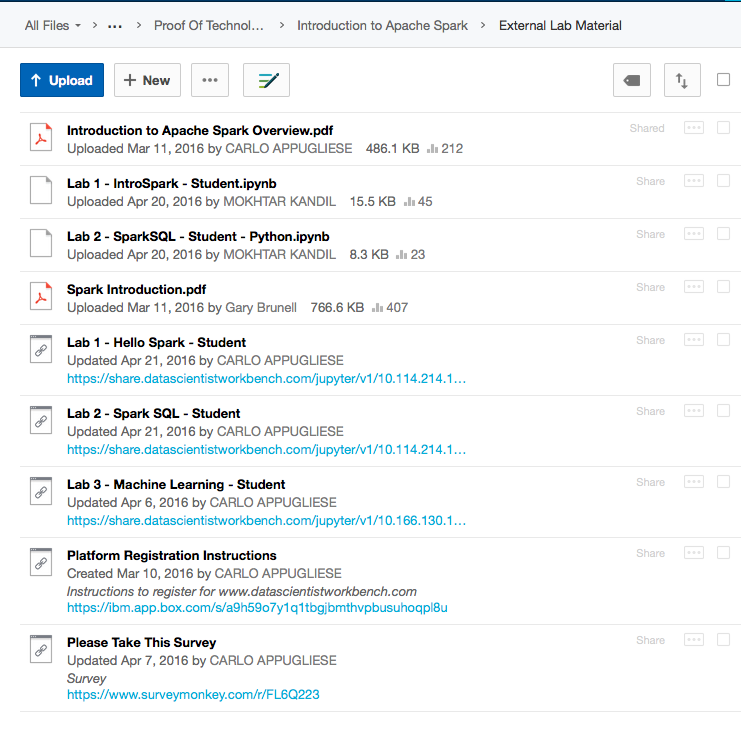 All Files > ... > Proof Of Technol... > Introduction to Apache Spark > External Lab Material
Upload + New
Introduction to Apache Spark Overview.pdf
Shared
Uploaded Mar 11, 2016 by CARLO APPUGLIESE 486.1 KB 212
Lab 1 - IntroSpark - Student.ipynb
Share
Uploaded Apr 20, 2016 by MOKHTAR KANDIL 15.5 KB 45
Lab 2 - SparkSQL - Student - Python.ipynb
Share
Uploaded Apr 20, 2016 by MOKHTAR KANDIL 8.3 KB 23
Spark Introduction.pdf
Share
Uploaded Mar 11, 2016 by Gary Brunell 766.6 KB 407
Lab 1 - Hello Spark - Student
Share
Updated Apr 21, 2016 by CARLO APPUGLIESE
https://share.datascientistworkbench.com/jupyter/v1/10.114.214.1...
Lab 2 - Spark SQL - Student
Share
Updated Apr 21, 2016 by CARLO APPUGLIESE
https://share.datascientistworkbench.com/jupyter/v1/10.114.214.1...
Lab 3 - Machine Learning - Student
Share
Updated Apr 6, 2016 by CARLO APPUGLIESE
https://share.datascientistworkbench.com/jupyter/v1/10.166.130.1...
Platform Registration Instructions
Share
Created Mar 10, 2016 by CARLO APPUGLIESE
Instructions to register for www.datascientistworkbench.com
https://ibm.app.box.com/s/a9h59o7y1q1tbgjbmthvpbusuhoqpl8u
Please Take This Survey
Share
Updated Apr 7, 2016 by CARLO APPUGLIESE
Survey
https://www.surveymonkey.com/r/FL6Q223